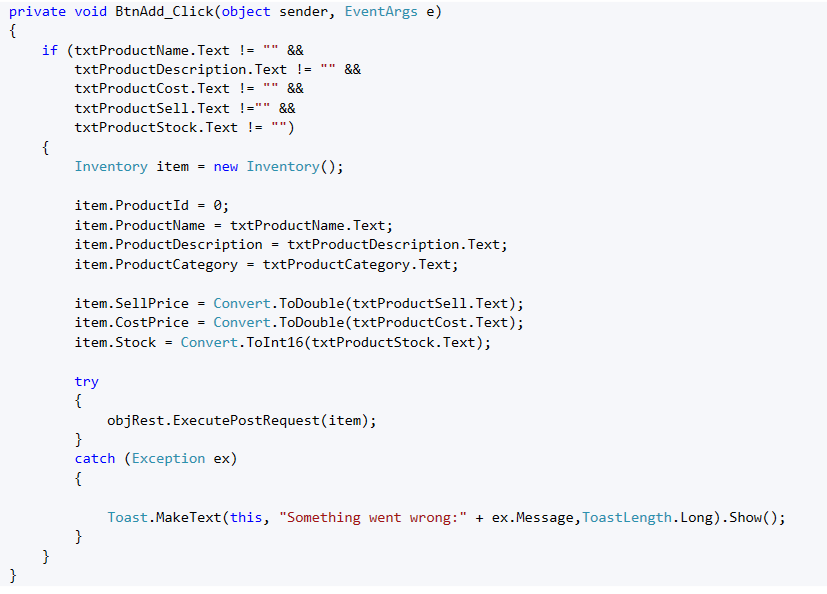 private void BtnAdd_Click(object sender, EventArgs e)
{
    if (txtProductName.Text != "" &&
        txtProductDescription.Text != "" &&
        txtProductCost.Text != "" &&
        txtProductSell.Text !="" &&
        txtProductStock.Text != "")
    {
        Inventory item = new Inventory();

        item.ProductId = 0;
        item.ProductName = txtProductName.Text;
        item.ProductDescription = txtProductDescription.Text;
        item.ProductCategory = txtProductCategory.Text;

        item.SellPrice = Convert.ToDouble(txtProductSell.Text);
        item.CostPrice = Convert.ToDouble(txtProductCost.Text);
        item.Stock = Convert.ToInt16(txtProductStock.Text);

        try
        {
            objRest.ExecutePostRequest(item);
        }
        catch (Exception ex)
        {

            Toast.MakeText(this, "Something went wrong:" + ex.Message,ToastLength.Long).Show();
        }
    }
}